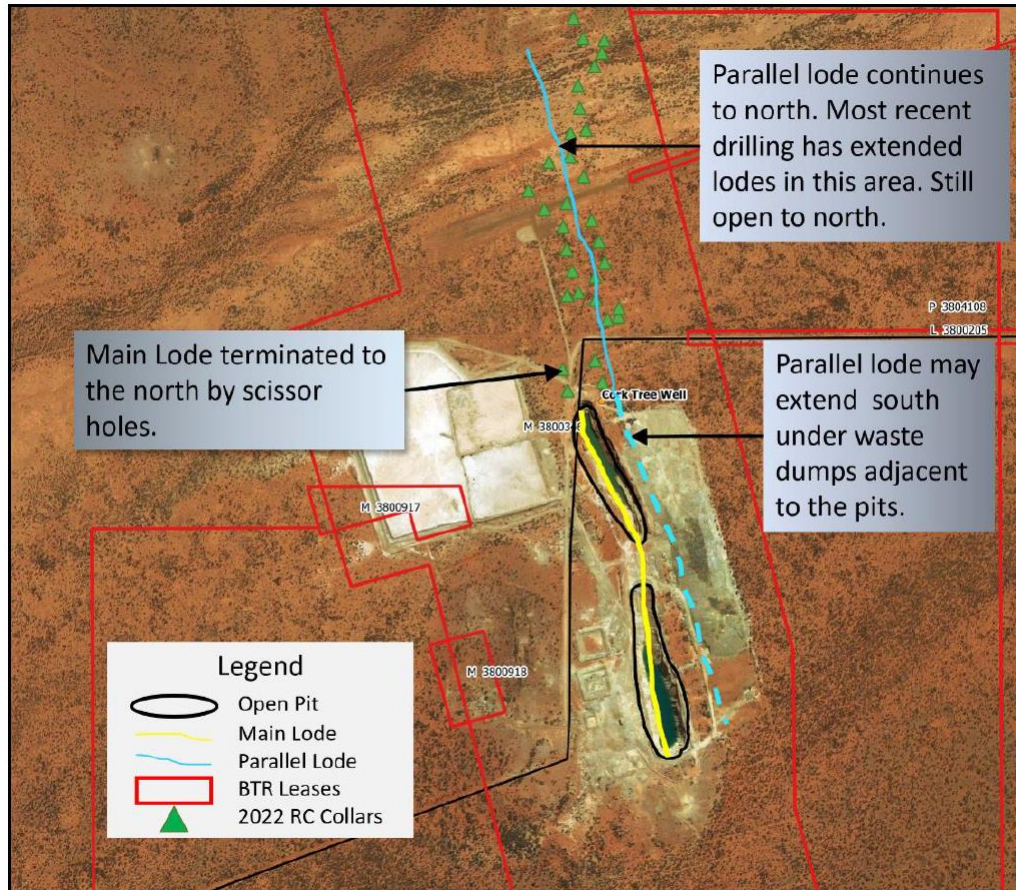 Parallel lode continues
to north. Most recent
drilling has extended
lodes in this area. Still
open to north.
P 3804108
L 3800205
Main Lode terminated to
the north by scissor
holes.
Parallel lode may
extend south
under waste
dumps adjacent
to the pits.
Cork Tree Well
M 3800346
M 3800917
M 3800918
Legend
Open Pit
Main Lode
Parallel Lode
BTR Leases
2022 RC Collars